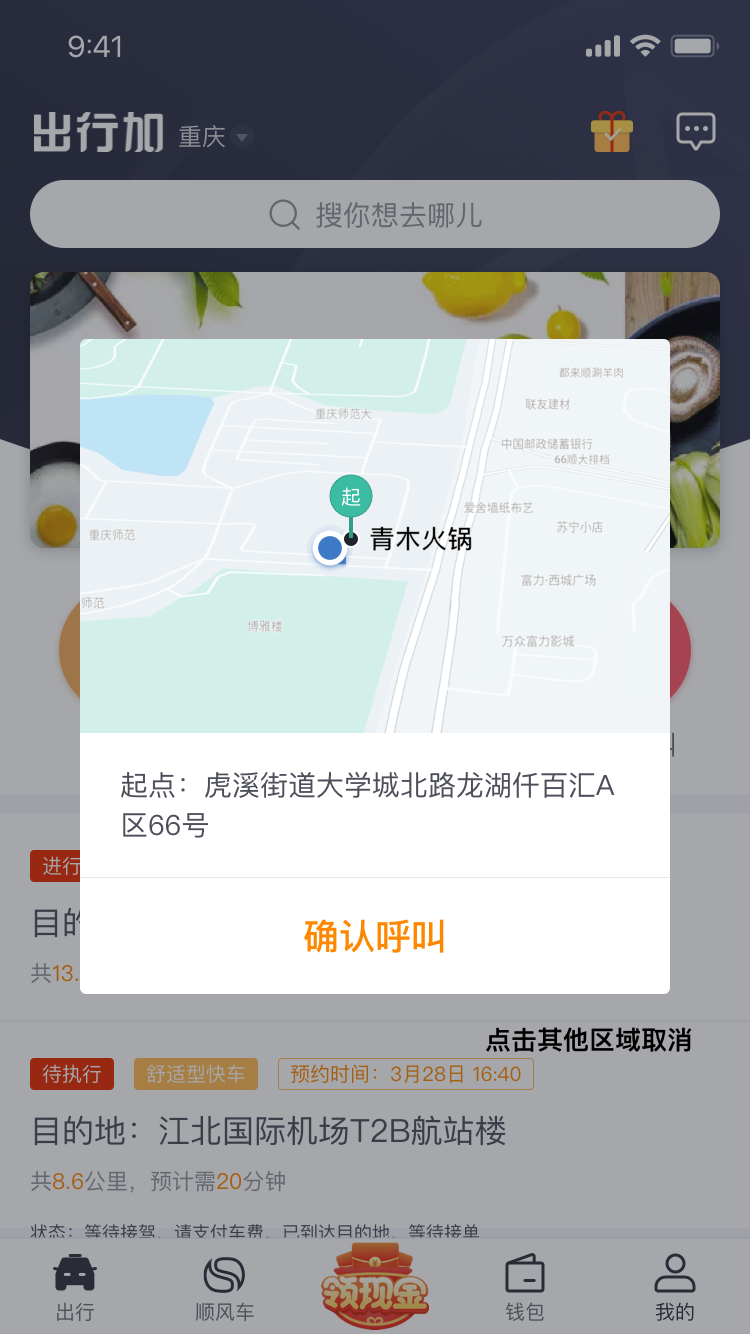 9:41
出行加 重庆
搜你想去哪儿
都来顺涮羊肉
联友建材
重庆师范大
中国邮政储蓄银行
66顺大排档
起
爱舍墙纸布艺
重庆师范
青木火锅
苏宁小店
富力·西城广场
师范
博雅楼
万众富力影城
起点：虎溪街道大学城北路龙湖仟百汇A
区66号
进行
目的
共13.
确认呼叫
点击其他区域取消
待执行 舒适型快车 预约时间：3月28日 16:40
目的地：江北国际机场T2B航站楼
共8.6公里，预计需20分钟
状态：等待接驾、请支付车费、已到达目的地、等待接单
领现金
出行 顺风车 钱包 我的